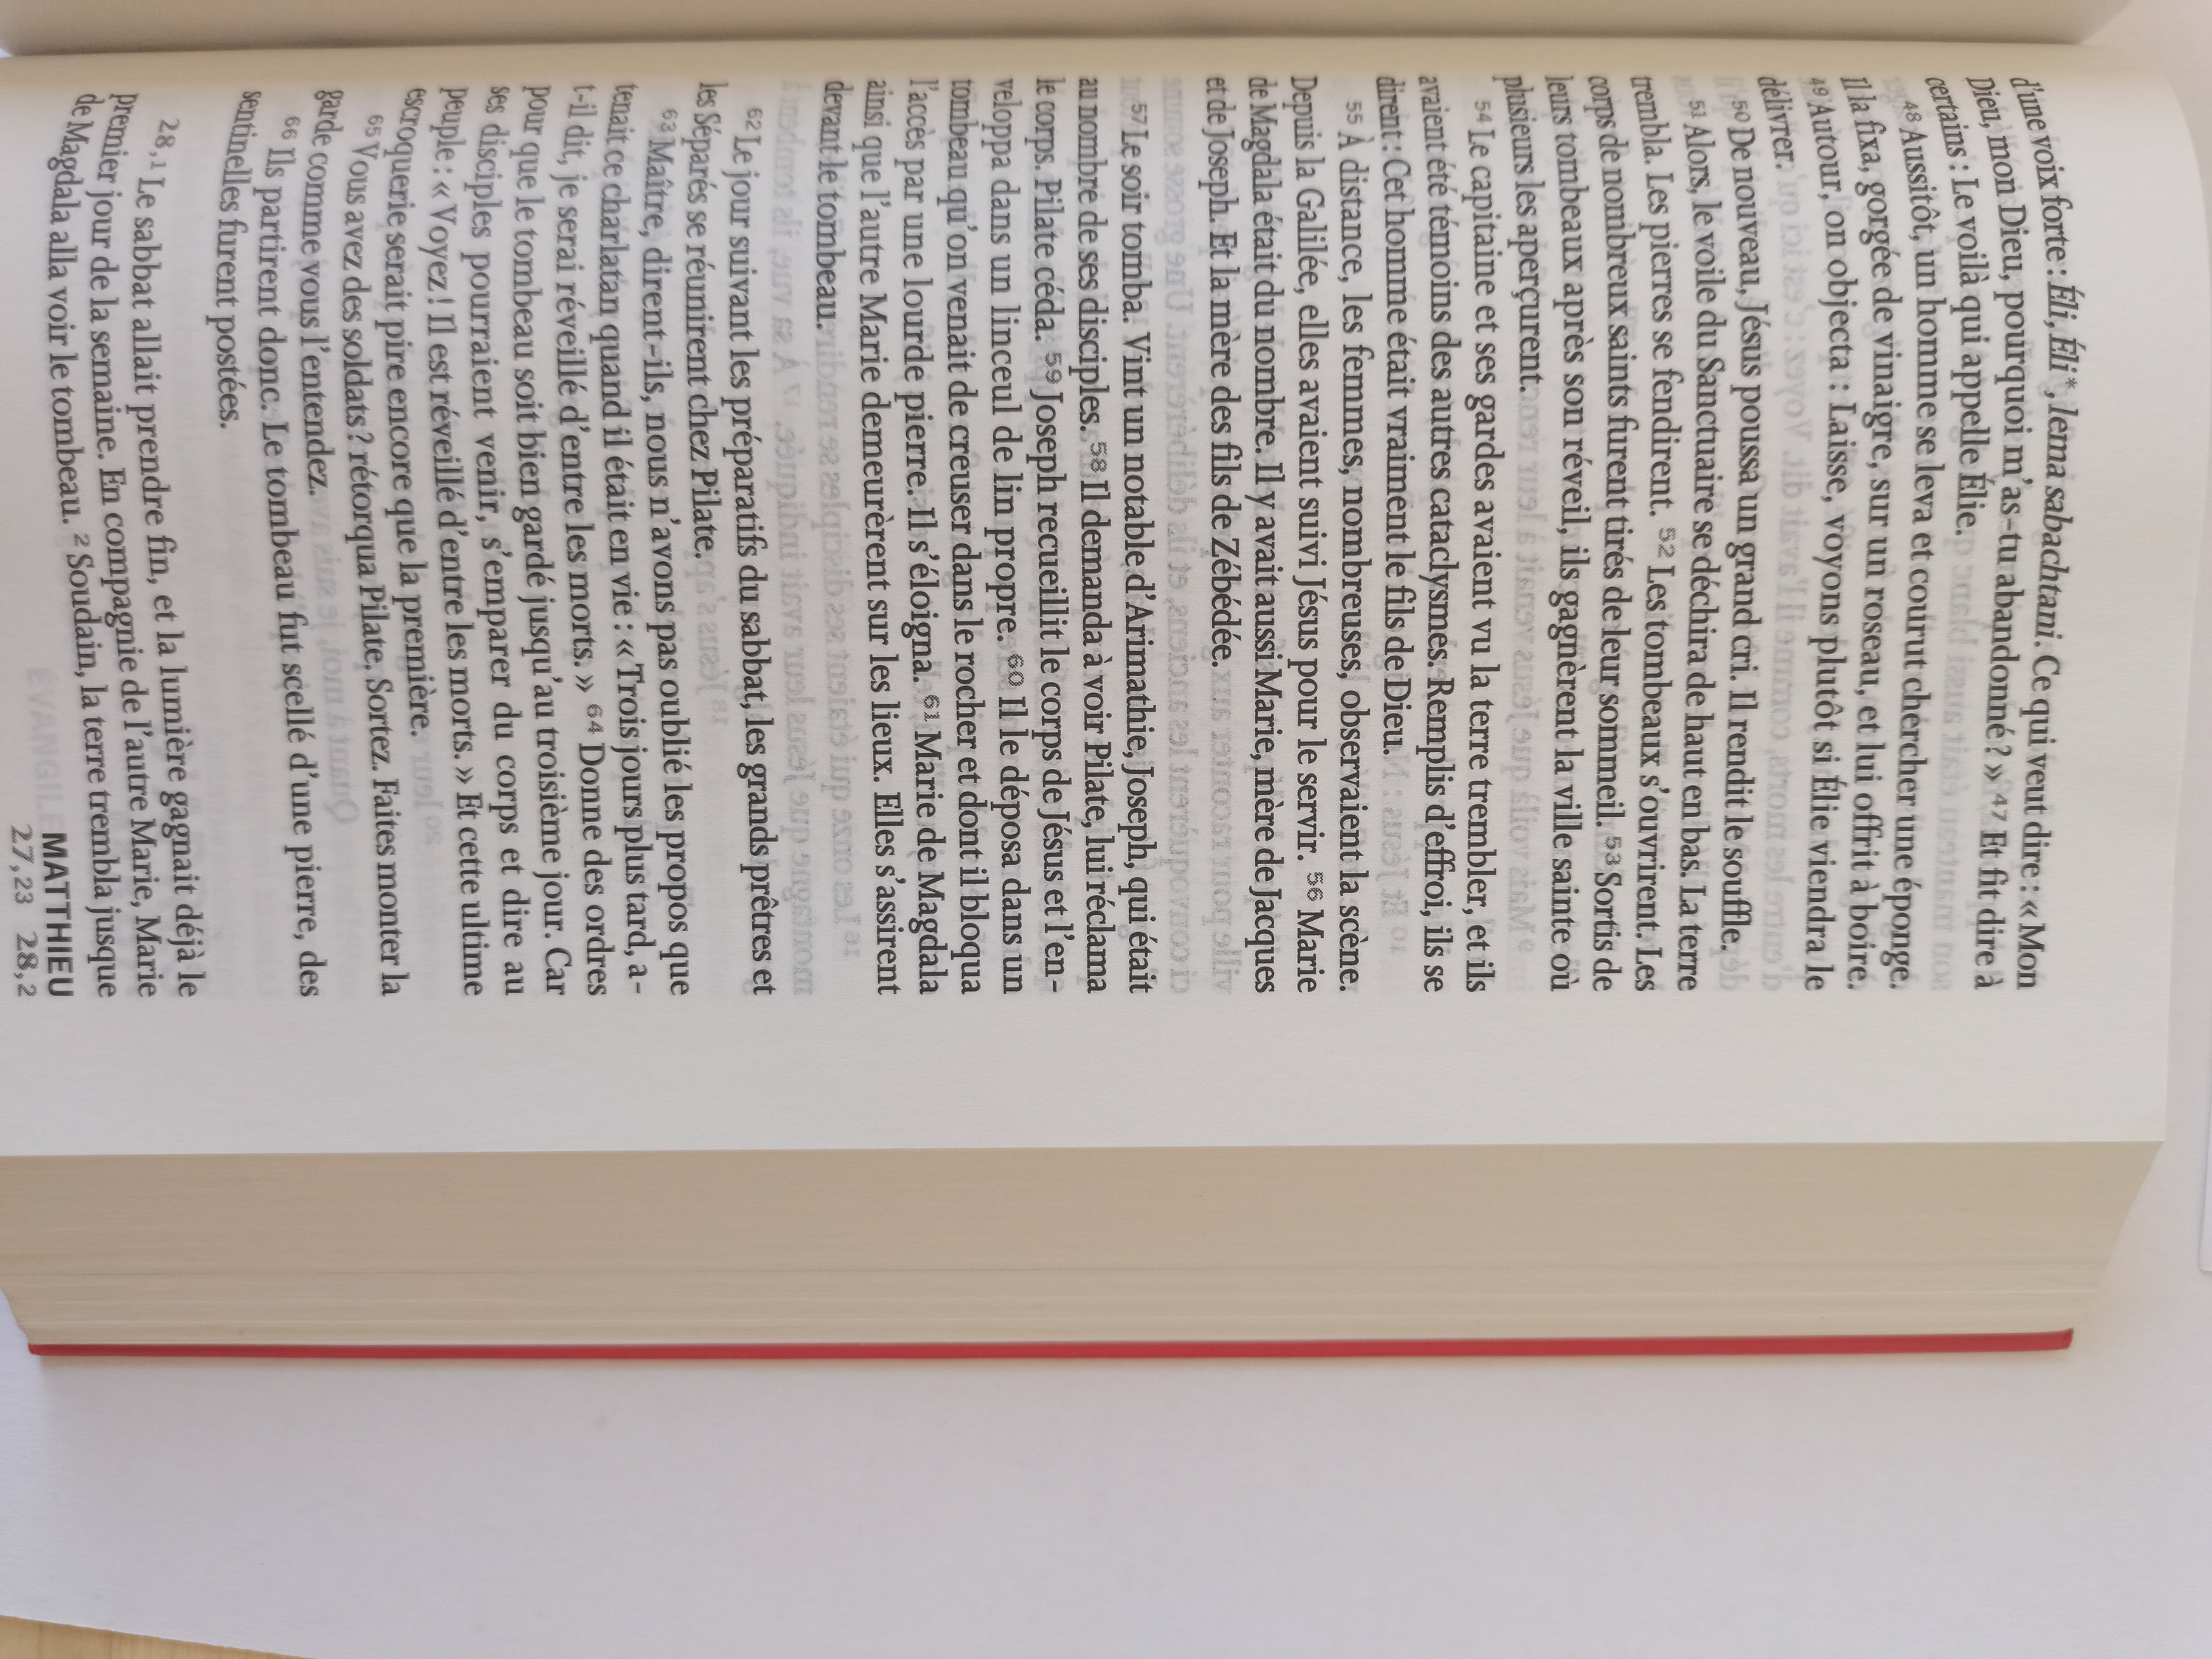 d'une voix forte : Éli, Éli*, lema sabachtani. Ce qui veut dire : « Mon
Dieu, mon Dieu, pourquoi m'as-tu abandonné ? » 47 Et fit dire à
certains : Le voilà qui appelle Élie.
48 Aussitôt, un homme se leva et courut chercher une éponge.
Il la fixa, gorgée de vinaigre, sur un roseau, et lui offrit à boire.
49 Autour, on objecta : Laisse, voyons plutôt si Élie viendra le
délivrer.
50 De nouveau, Jésus poussa un grand cri. Il rendit le souffle.
51 Alors, le voile du Sanctuaire se déchira de haut en bas. La terre
trembla. Les pierres se fendirent. 52 Les tombeaux s'ouvrirent. Les
corps de nombreux saints furent tirés de leur sommeil. 53 Sortis de
leurs tombeaux après son réveil, ils gagnèrent la ville sainte où
plusieurs les aperçurent.
54 Le capitaine et ses gardes avaient vu la terre trembler, et ils
avaient été témoins des autres cataclysmes. Remplis d'effroi, ils se
dirent : Cet homme était vraiment le fils de Dieu.
55 À distance, les femmes, nombreuses, observaient la scène.
Depuis la Galilée, elles avaient suivi Jésus pour le servir. 56 Marie
de Magdala était du nombre. Il y avait aussi Marie, mère de Jacques
et de Joseph. Et la mère des fils de Zébédée.
57 Le soir tomba. Vint un notable d'Arimathie, Joseph, qui était
au nombre de ses disciples. 58 Il demanda à voir Pilate, lui réclama
le corps. Pilate céda. 59 Joseph recueillit le corps de Jésus et l'en-
veloppa dans un linceul de lin propre. 60 Il le déposa dans un
tombeau qu'on venait de creuser dans le rocher et dont il bloqua
l'accès par une lourde pierre. Il s'éloigna. 61 Marie de Magdala
ainsi que l'autre Marie demeurèrent sur les lieux. Elles s'assirent
devant le tombeau.
62 Le jour suivant les préparatifs du sabbat, les grands prêtres et
les Séparés se réunirent chez Pilate.
63 Maître, dirent-ils, nous n'avons pas oublié les propos que
tenait ce charlatan quand il était en vie : « Trois jours plus tard, a-
t-il dit, je serai réveillé d'entre les morts. » 64 Donne des ordres
pour que le tombeau soit bien gardé jusqu'au troisième jour. Car
ses disciples pourraient venir, s'emparer du corps et dire au
peuple : « Voyez ! Il est réveillé d'entre les morts. » Et cette ultime
escroquerie serait pire encore que la première.
65 Vous avez des soldats ? rétorqua Pilate. Sortez. Faites monter la
garde comme vous l'entendez.
66 Ils partirent donc. Le tombeau fut scellé d'une pierre, des
sentinelles furent postées.
28,1 Le sabbat allait prendre fin, et la lumière gagnait déjà le
premier jour de la semaine. En compagnie de l'autre Marie, Marie
de Magdala alla voir le tombeau. 2 Soudain, la terre trembla jusque
MATTHIEU
27,23 28,2